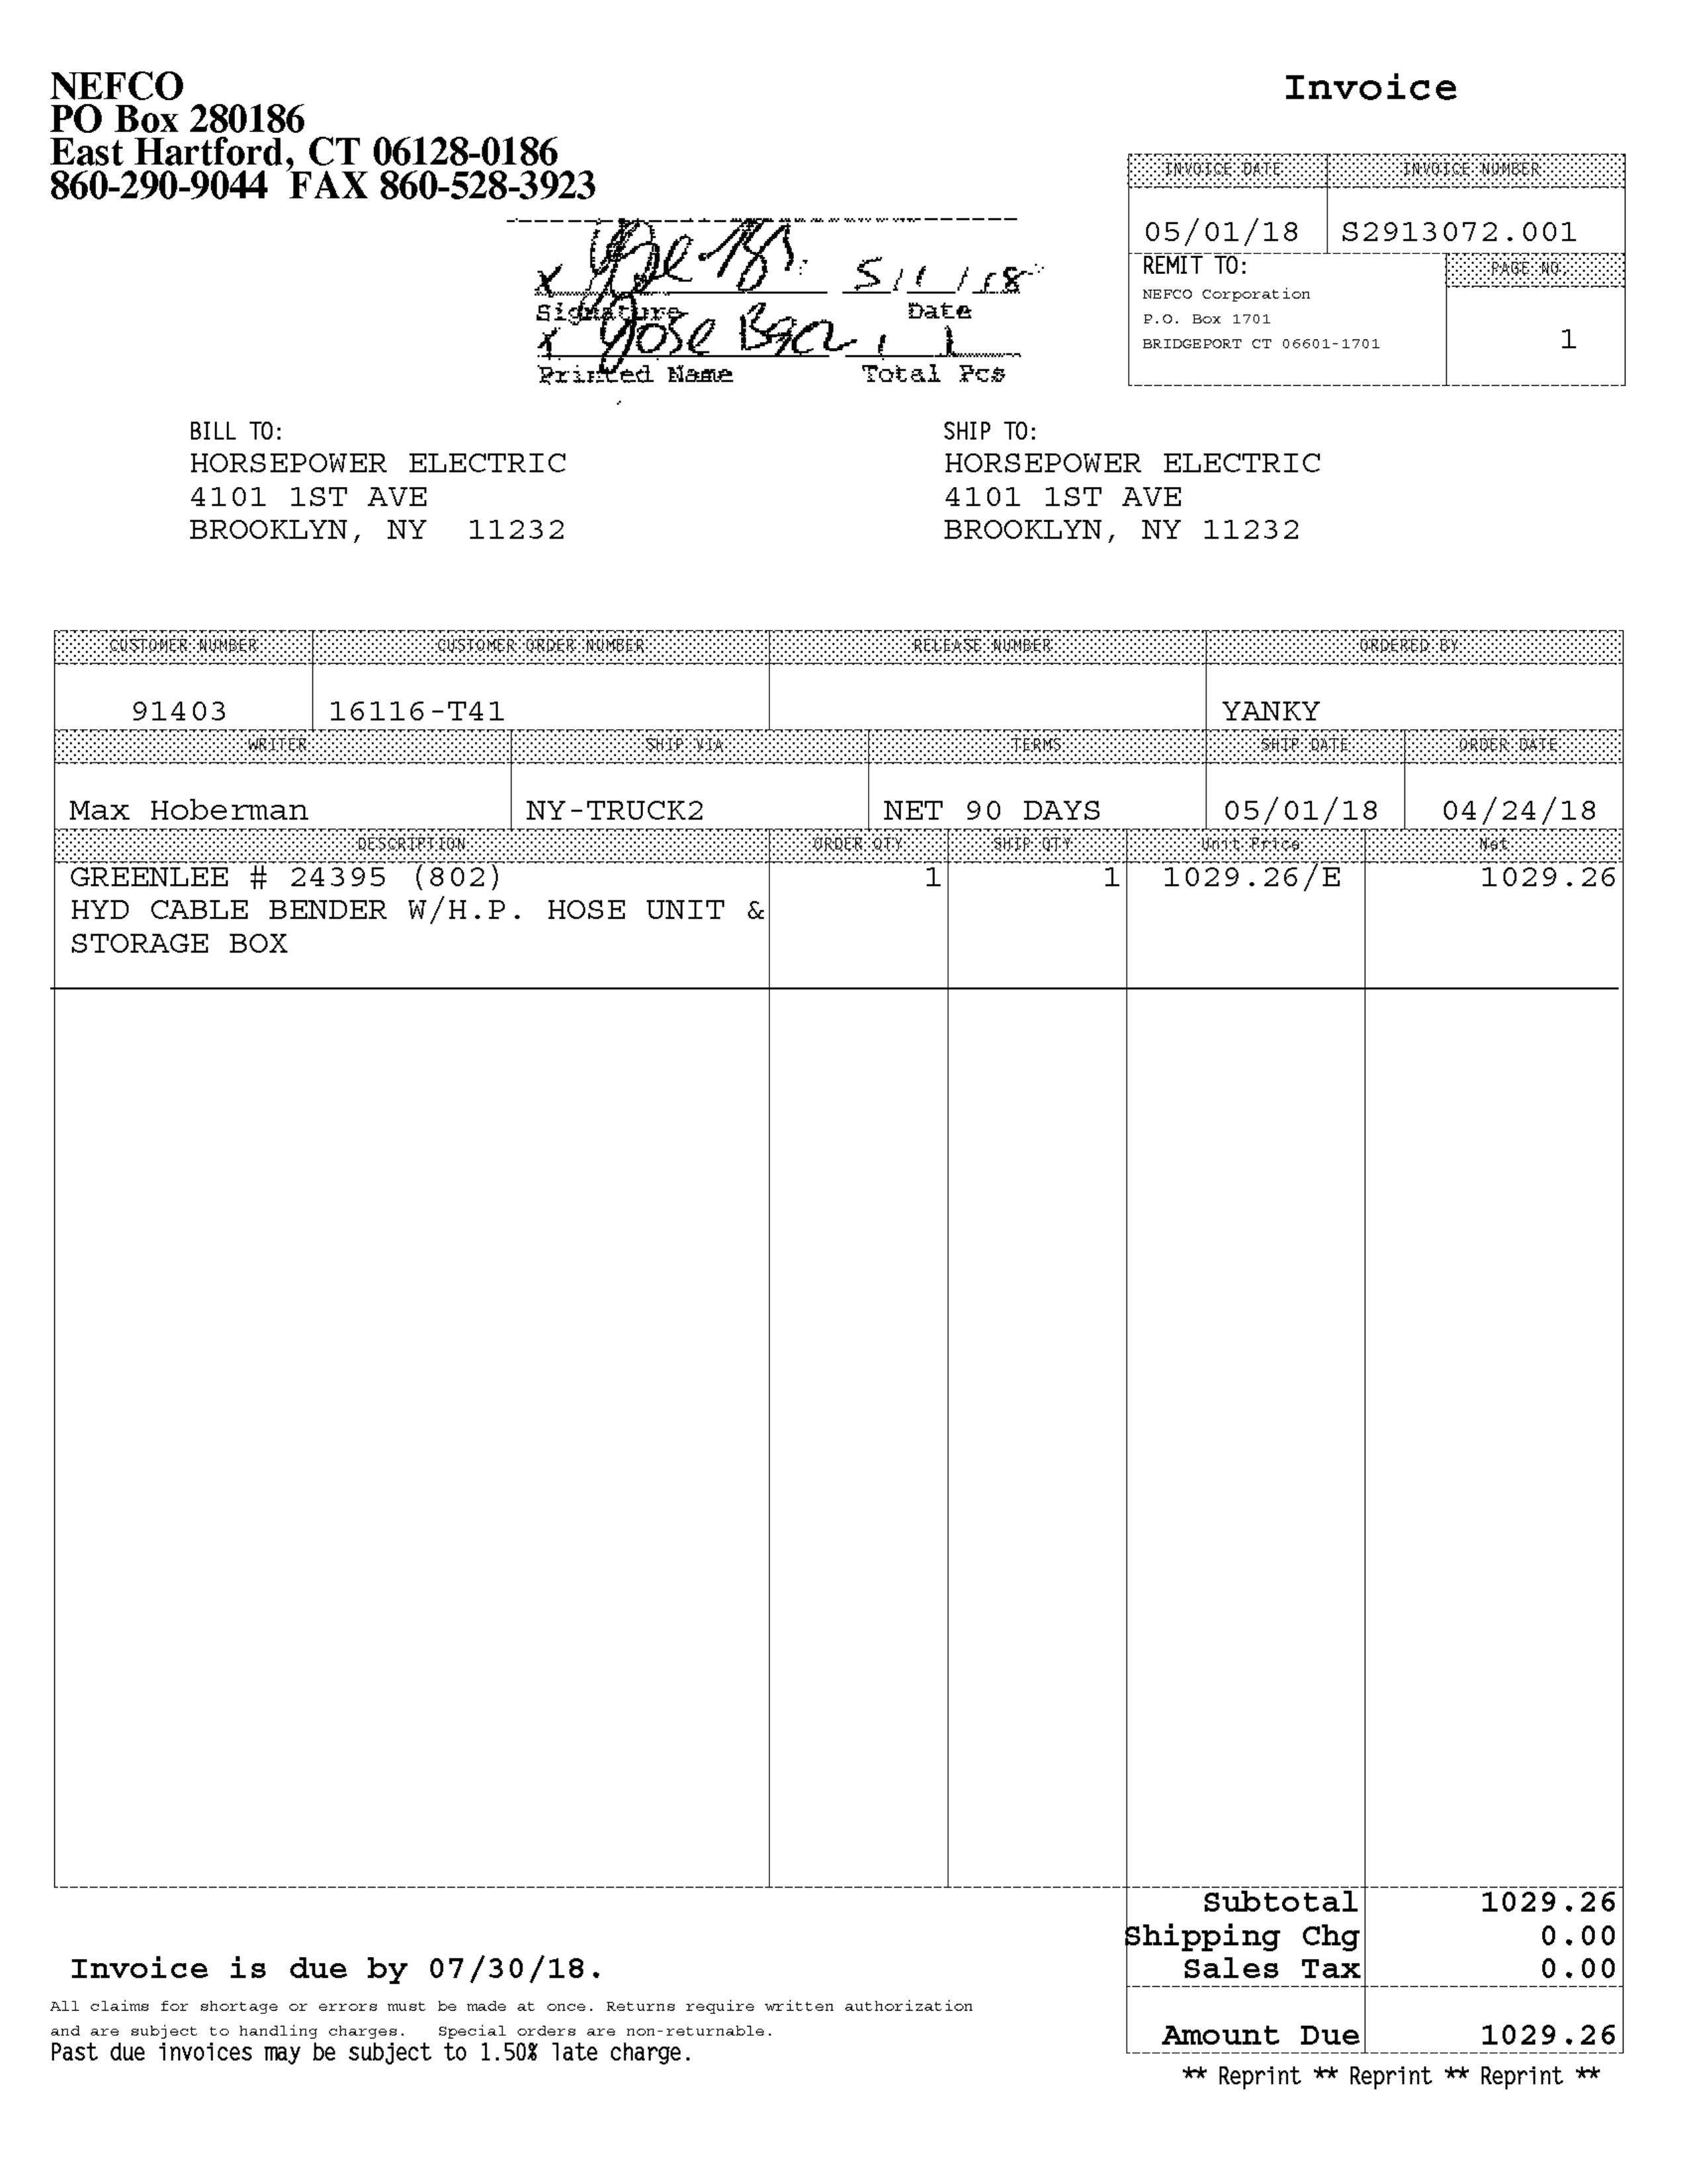 NEFCO
PO Box 280186
East Hartford, CT 06128-0186
860-290-9044 FAX 860-528-3923
Invoice
INVOICE DATE INVOICE NUMBER
05/01/18 S2913072.001
REMIT TO: PAGE NO.
NEFCO Corporation
P.O. Box 1701
BRIDGEPORT CT 06601-1701
1
X 5/1/18
Signature Date
X Jose 1
Printed Name Total Pcs
BILL TO:
HORSEPOWER ELECTRIC
4101 1ST AVE
BROOKLYN, NY 11232
SHIP TO:
HORSEPOWER ELECTRIC
4101 1ST AVE
BROOKLYN, NY 11232
CUSTOMER NUMBER CUSTOMER ORDER NUMBER RELEASE NUMBER ORDERED BY
91403 16116-T41 YANKY
WRITER SHIP VIA TERMS SHIP DATE ORDER DATE
Max Hoberman NY-TRUCK2 NET 90 DAYS 05/01/18 04/24/18
DESCRIPTION ORDER QTY SHIP QTY Unit Price Net
GREENLEE # 24395 (802) 1 1 1029.26/E 1029.26
HYD CABLE BENDER W/H.P. HOSE UNIT &
STORAGE BOX
Subtotal 1029.26
Shipping Chg 0.00
Sales Tax 0.00
Amount Due 1029.26
Invoice is due by 07/30/18.
All claims for shortage or errors must be made at once. Returns require written authorization
and are subject to handling charges. Special orders are non-returnable.
Past due invoices may be subject to 1.50% late charge.
** Reprint ** Reprint ** Reprint **